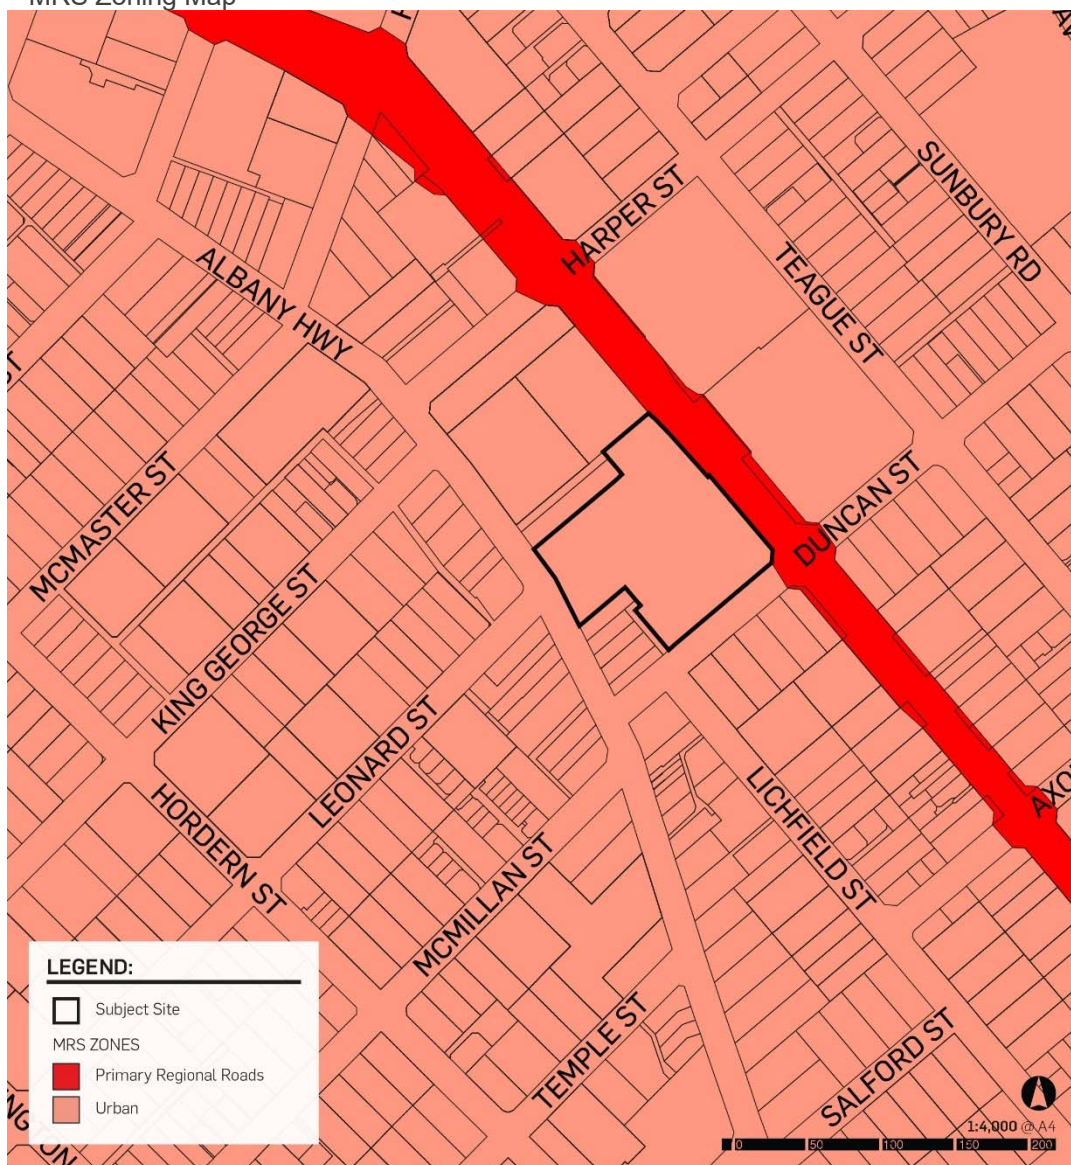 MRS Zoning Map
HARPER ST
SUNBURY RD
TEAGUE ST
ALBANY HWY
DUNCAN ST
MCMASTER ST
KING GEORGE ST
LEONARD ST
HORDERN ST
MCMILLAN ST
LICHFIELD ST
TEMPLE ST
SALFORD ST
LEGEND:
Subject Site
MRS ZONES
Primary Regional Roads
Urban
1:4,000 @ A4
0 50 100 150 200